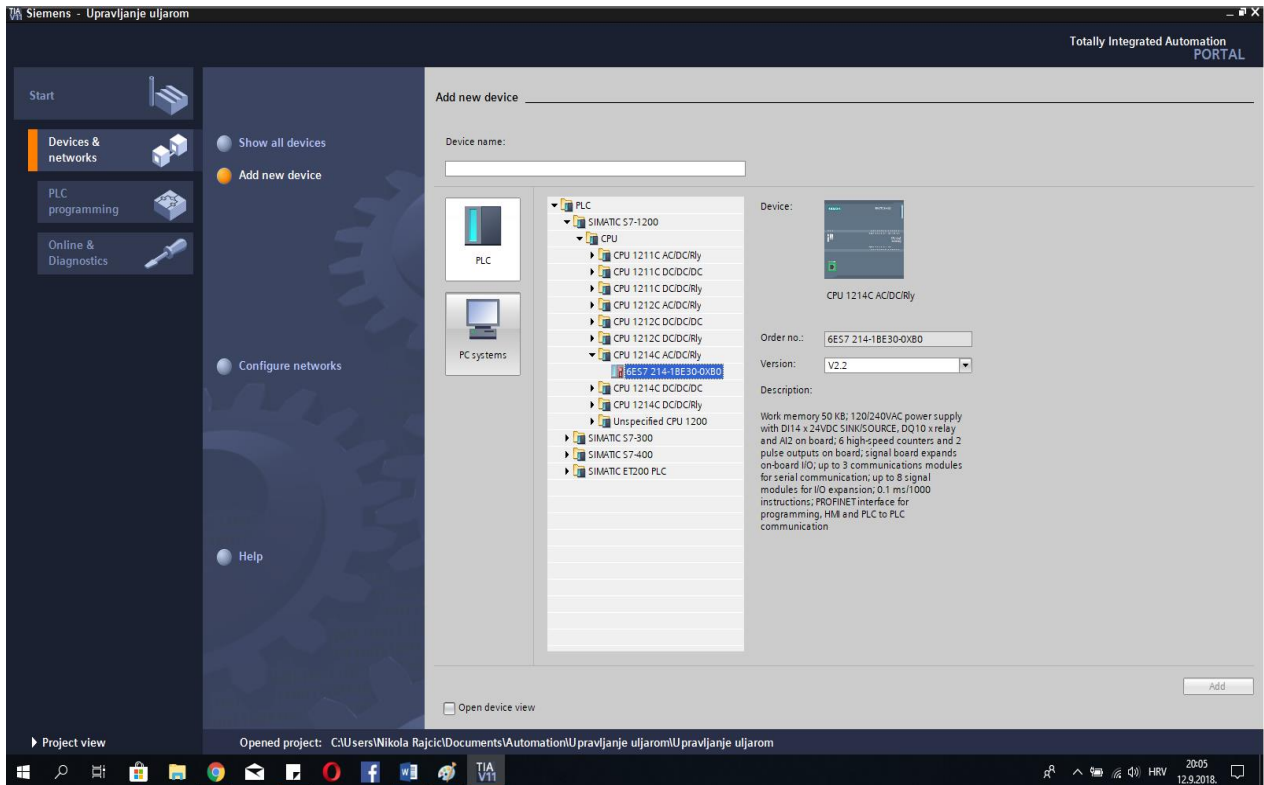 Siemens - Upravljanje uljarom
Totally Integrated Automation
PORTAL
Start
Devices &
networks
PLC
programming
Online &
Diagnostics
Show all devices
Add new device
Configure networks
Help
Add new device
Device name:
PLC
PC systems
PLC
SIMATIC S7-1200
CPU
CPU 1211C AC/DC/Rly
CPU 1211C DC/DC/DC
CPU 1211C DC/DC/Rly
CPU 1212C AC/DC/Rly
CPU 1212C DC/DC/DC
CPU 1212C DC/DC/Rly
CPU 1214C AC/DC/Rly
6ES7 214-1BE30-0XB0
CPU 1214C DC/DC/DC
CPU 1214C DC/DC/Rly
Unspecified CPU 1200
SIMATIC S7-300
SIMATIC S7-400
SIMATIC ET200 PLC
Device:
CPU 1214C AC/DC/Rly
Order no.: 6ES7 214-1BE30-0XB0
Version: V2.2
Description:
Work memory 50 KB; 120/240VAC power supply
with DI14 x 24VDC SINK/SOURCE, DQ10 x relay
and AI2 on board; 6 high-speed counters and 2
pulse outputs on board; signal board expands
on-board I/O; up to 3 communications modules
for serial communication; up to 8 signal
modules for I/O expansion; 0.1 ms/1000
instructions; PROFINET interface for
programming, HMI and PLC to PLC
communication
Add
Open device view
Project view
Opened project: C:\Users\Nikola Rajcic\Documents\Automation\Upravljanje uljarom\Upravljanje uljarom
TIA
V11
HRV
20:05
12.9.2018.